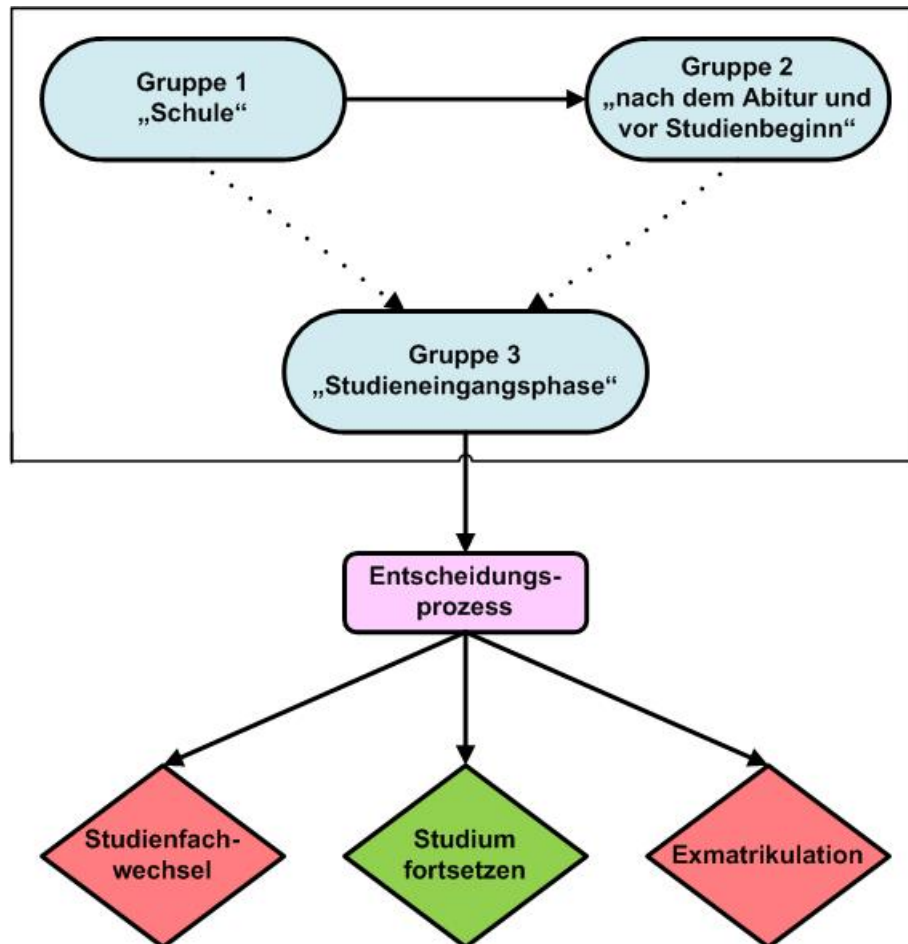 Gruppe 1
„Schule“
Gruppe 2
„nach dem Abitur und
vor Studienbeginn“
Gruppe 3
„Studieneingangsphase“
Entscheidungs-
prozess
Studienfach-
wechsel
Studium
fortsetzen
Exmatrikulation